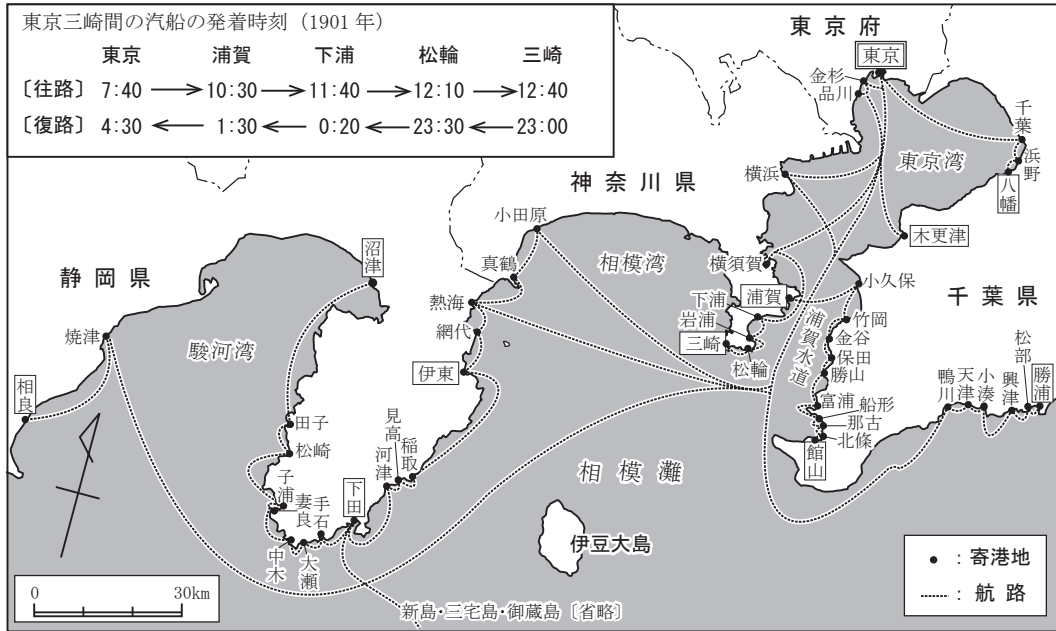 東京三崎間の汽船の発着時刻（1901年）
東京 浦賀 下浦 松輪 三崎
〔往路〕 7:40 → 10:30 → 11:40 → 12:10 → 12:40
〔復路〕 4:30 ← 1:30 ← 0:20 ← 23:30 ← 23:00
東京府
東京
金杉
品川
千葉
浜野
八幡
東京湾
横浜
木更津
神奈川県
小田原
相模湾
横須賀
真鶴
静岡県
沼津
熱海
下浦
浦賀
小久保
千葉県
岩浦
竹岡
焼津
駿河湾
網代
三崎
松輪
浦賀水道
金谷
保田
勝山
伊東
相良
田子
見高
富浦
船形
那古
北條
館山
鴨川
天津
小湊
興津
松部
勝浦
松崎
河津
稲取
子浦
妻良
手石
下田
相模灘
中木
大瀬
伊豆大島
●：寄港地
：航路
0 30km
新島・三宅島・御蔵島〔省略〕